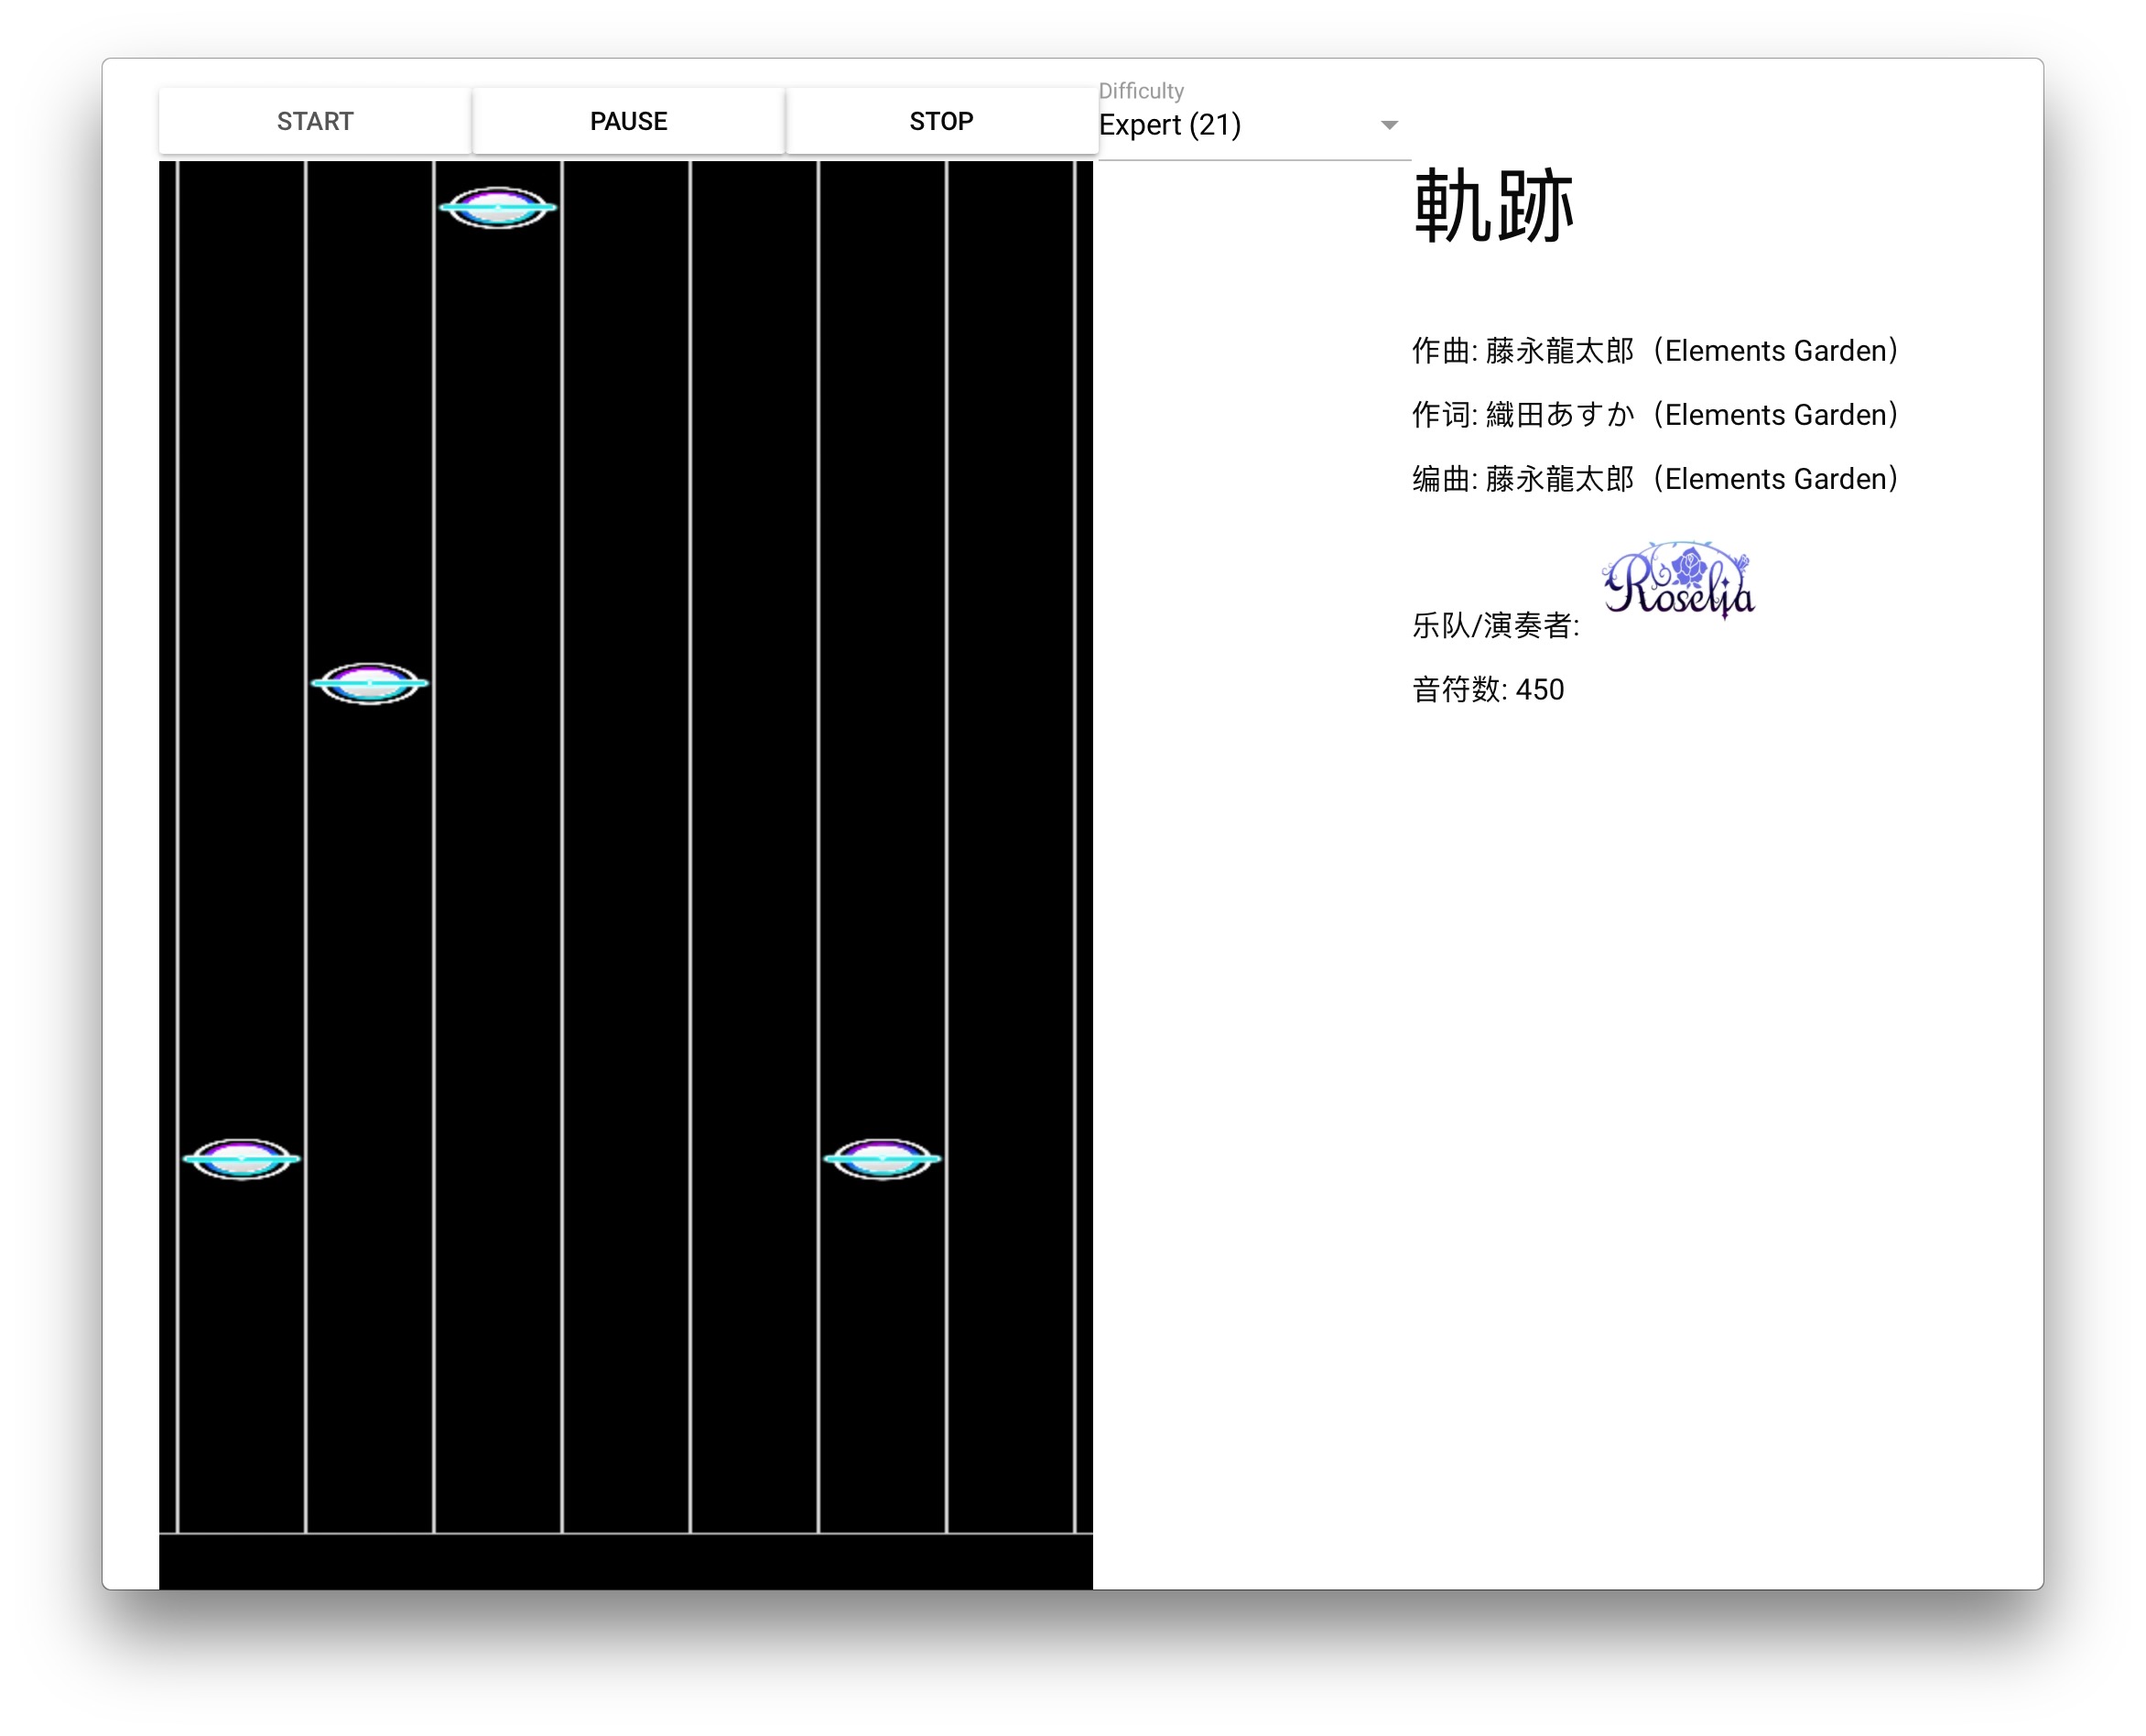 START PAUSE STOP
Difficulty
Expert (21)
軌跡
作曲: 藤永龍太郎（Elements Garden）
作词: 織田あすか（Elements Garden）
编曲: 藤永龍太郎（Elements Garden）
Roselia
乐队/演奏者:
音符数: 450